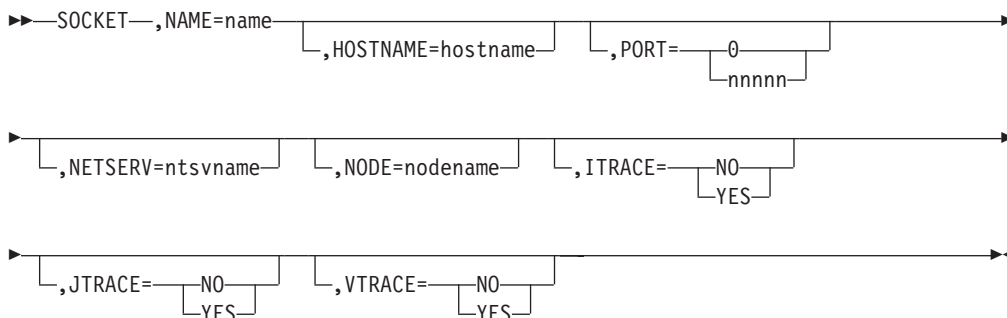 SOCKET ,NAME=name
,HOSTNAME=hostname ,PORT= 0
nnnnn
,NETSERV=ntsvname ,NODE=nodename ,ITRACE= NO
YES
,JTRACE= NO ,VTRACE= NO
YES YES